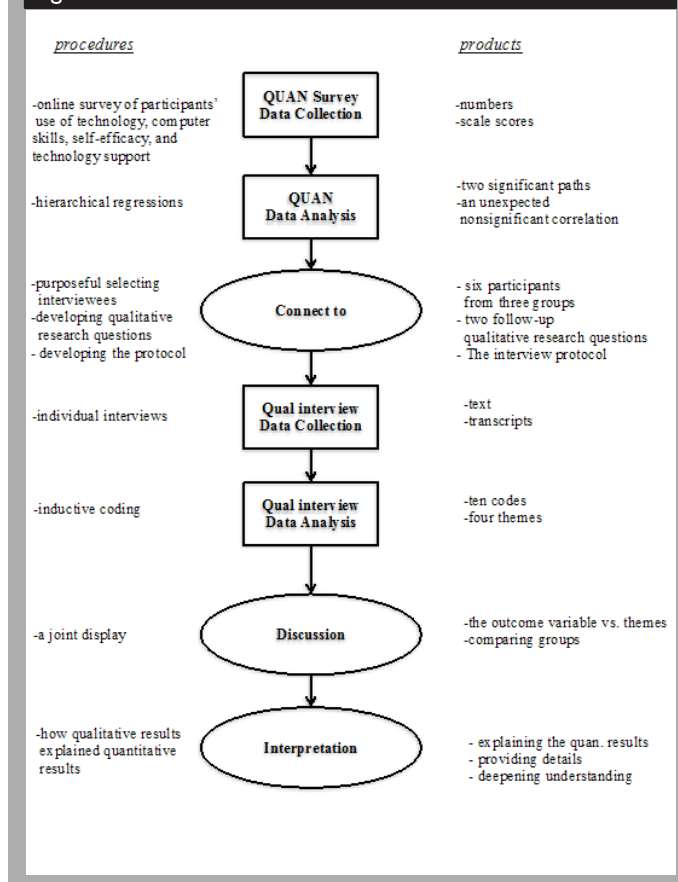 procedures
products
-online survey of participants’
use of technology, computer
skills, self-efficacy, and
technology support
QUAN Survey
Data Collection
-numbers
-scale scores
-hierarchical regressions
QUAN
Data Analysis
-two significant paths
-an unexpected
nonsignificant correlation
-purposeful selecting
interviewees
-developing qualitative
research questions
- developing the protocol
Connect to
- six participants
from three groups
- two follow-up
qualitative research questions
- The interview protocol
-individual interviews
Qual interview
Data Collection
-text
-transcripts
-inductive coding
Qual interview
Data Analysis
-ten codes
-four themes
-a joint display
Discussion
-the outcome variable vs. themes
-comparing groups
-how qualitative results
explained quantitative
results
Interpretation
- explaining the quan. results
- providing details
- deepening understanding